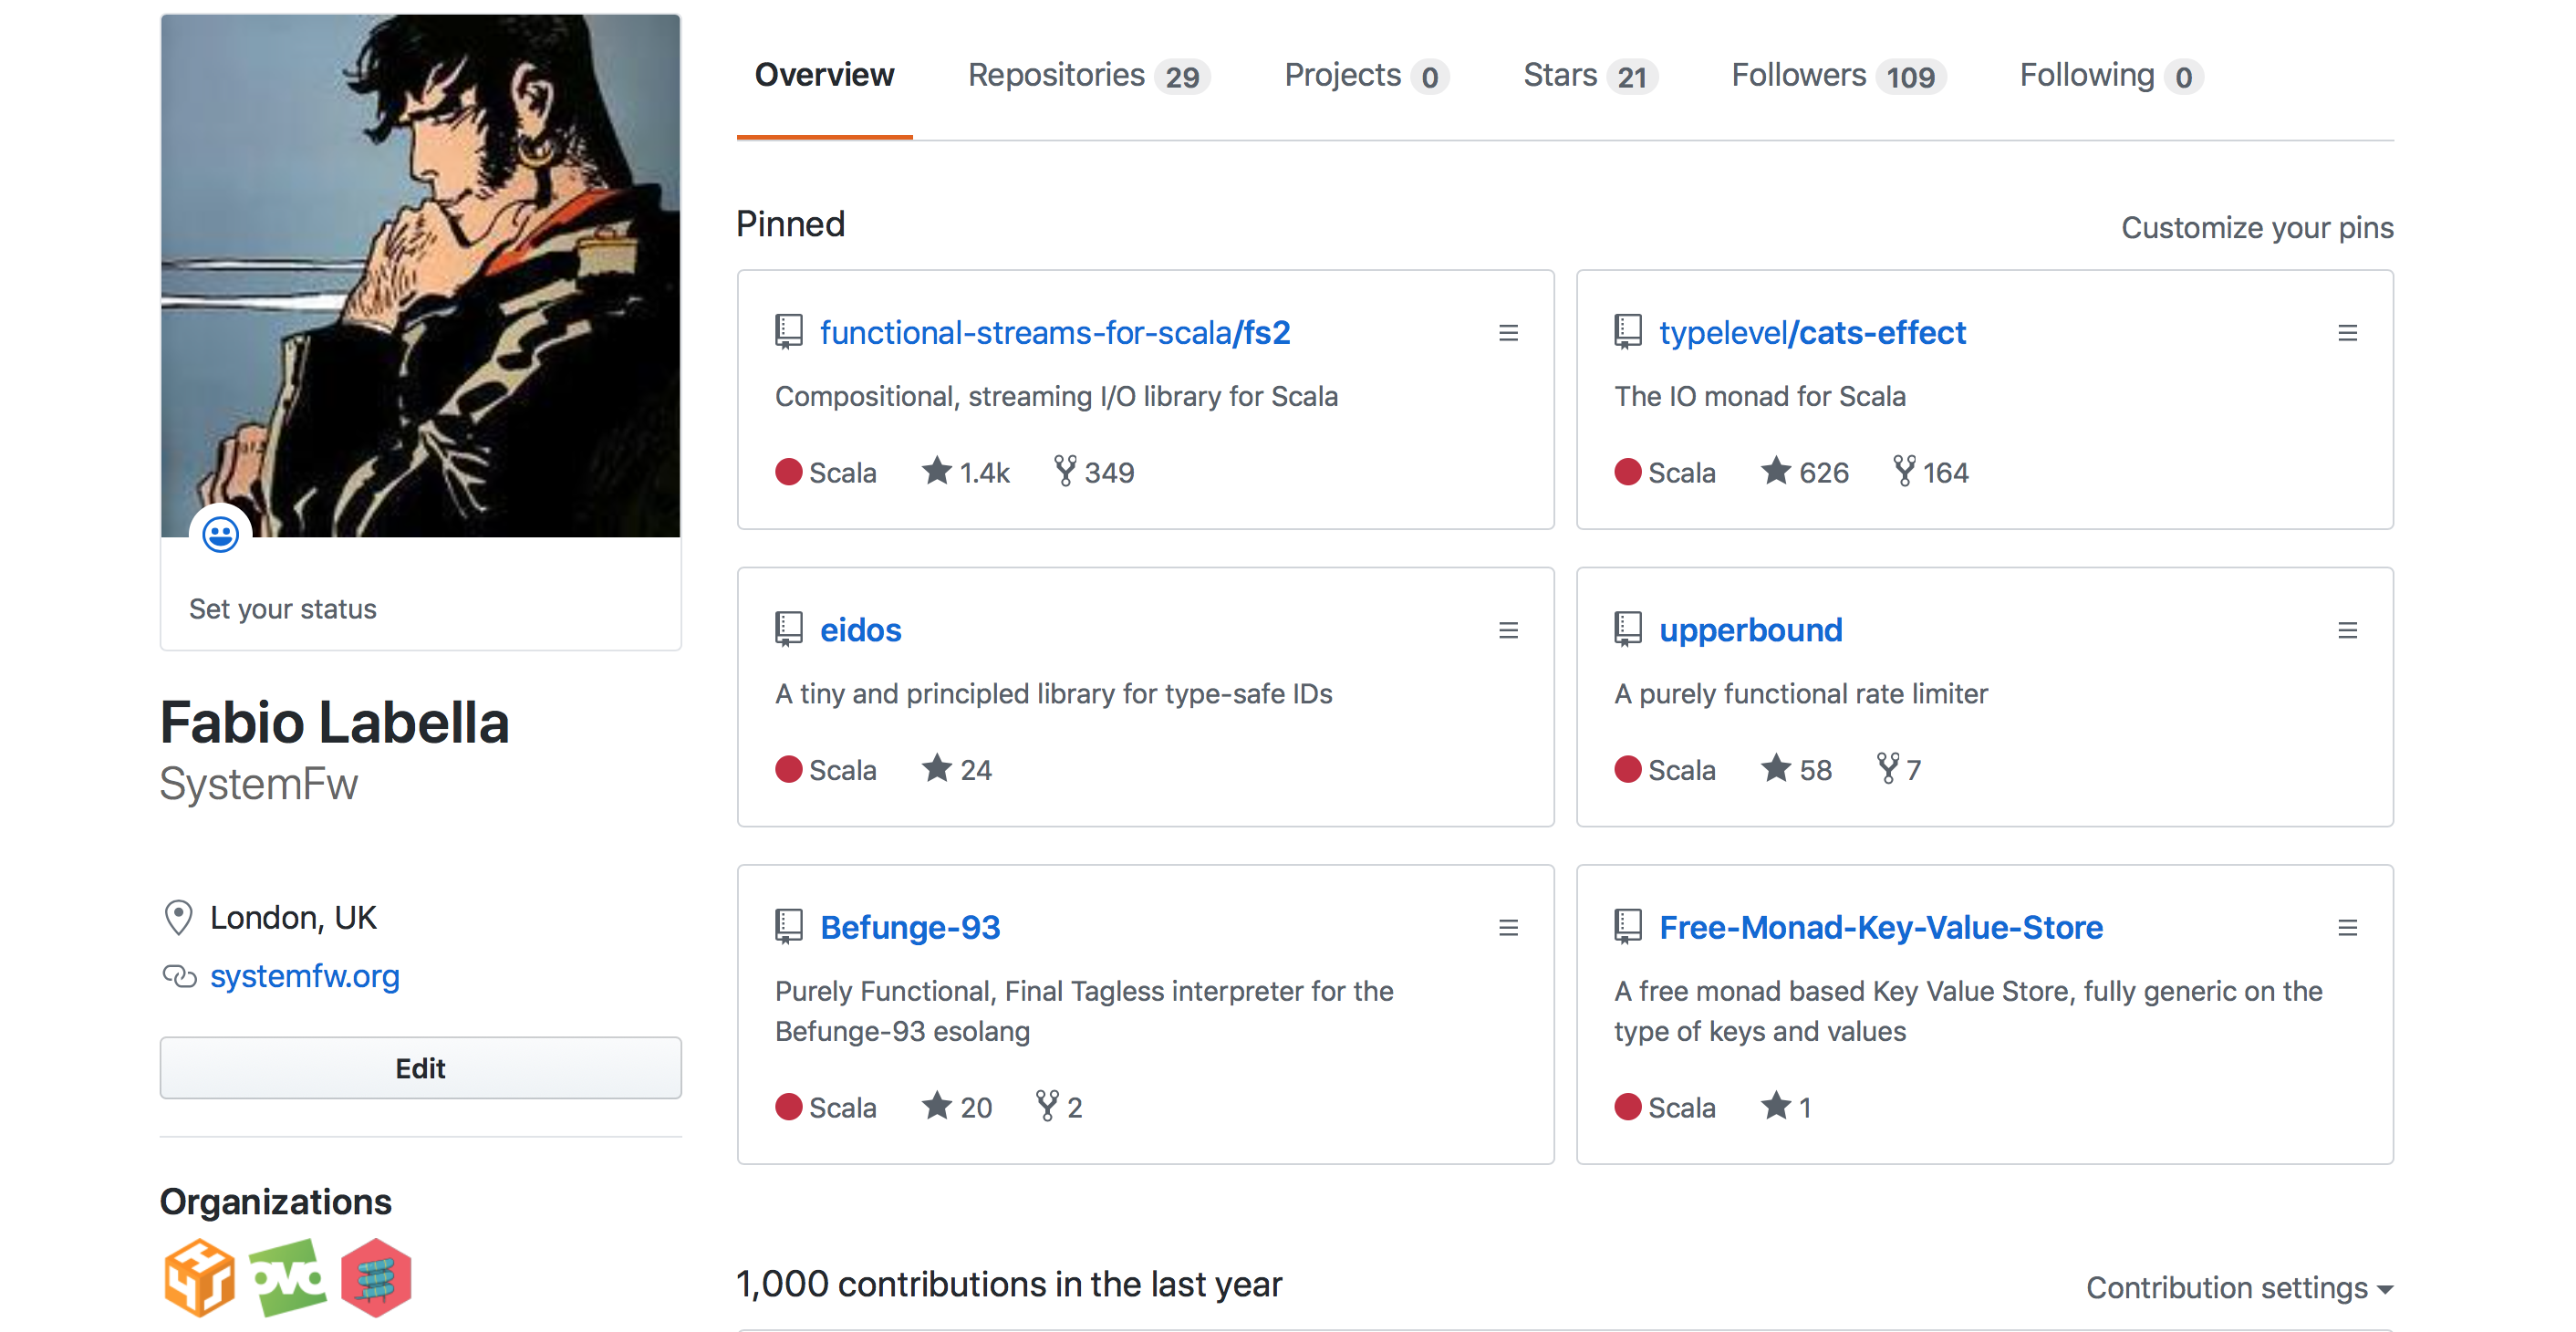 Overview Repositories 29 Projects 0 Stars 21 Followers 109 Following 0
Set your status
Fabio Labella
SystemFw
London, UK
systemfw.org
Edit
Organizations
ovo
Pinned
Customize your pins
functional-streams-for-scala/fs2
Compositional, streaming I/O library for Scala
Scala 1.4k 349
typelevel/cats-effect
The IO monad for Scala
Scala 626 164
eidos
A tiny and principled library for type-safe IDs
Scala 24
upperbound
A purely functional rate limiter
Scala 58 7
Befunge-93
Purely Functional, Final Tagless interpreter for the
Befunge-93 esolang
Scala 20 2
Free-Monad-Key-Value-Store
A free monad based Key Value Store, fully generic on the
type of keys and values
Scala 1
1,000 contributions in the last year
Contribution settings